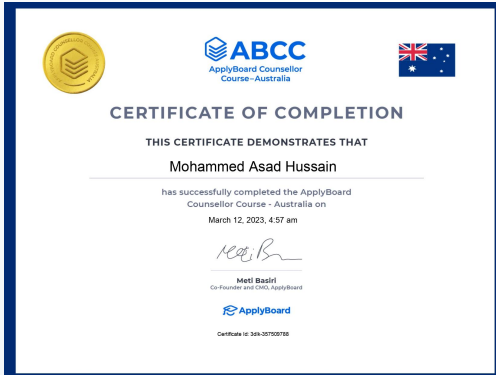 ABCC
ApplyBoard Counsellor
Course–Australia
CERTIFICATE OF COMPLETION
THIS CERTIFICATE DEMONSTRATES THAT
Mohammed Asad Hussain
has successfully completed the ApplyBoard
Counsellor Course - Australia on
March 12, 2023, 4:57 am
Meti Basiri
Co-Founder and CMO, ApplyBoard
ApplyBoard
Certificate Id: 3dlk-357509788